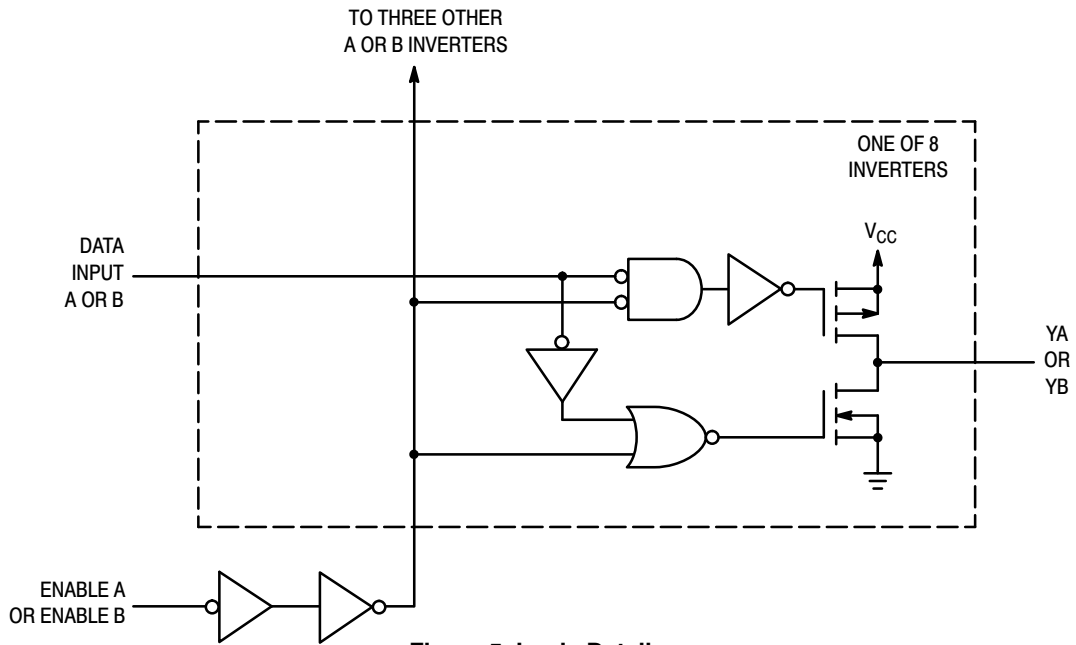 TO THREE OTHER
A OR B INVERTERS
ONE OF 8
INVERTERS
VCC
DATA
INPUT
A OR B
YA
OR
YB
ENABLE A
OR ENABLE B